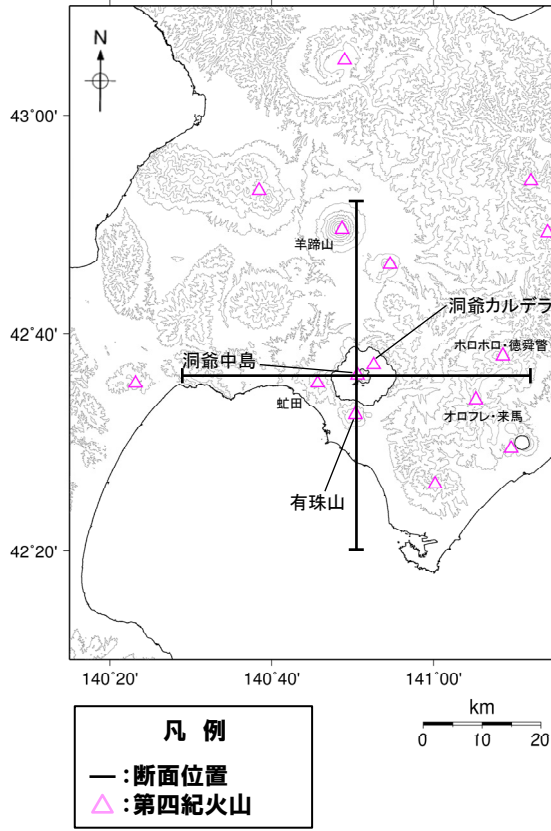 N
43°00'
羊蹄山
洞爺カルデラ
42°40'
洞爺中島
ホロホロ・徳舜瞥
虻田
オロフレ・来馬
有珠山
42°20'
140°20'
140°40'
141°00'
km
0 10 20
凡 例
:断面位置
:第四紀火山